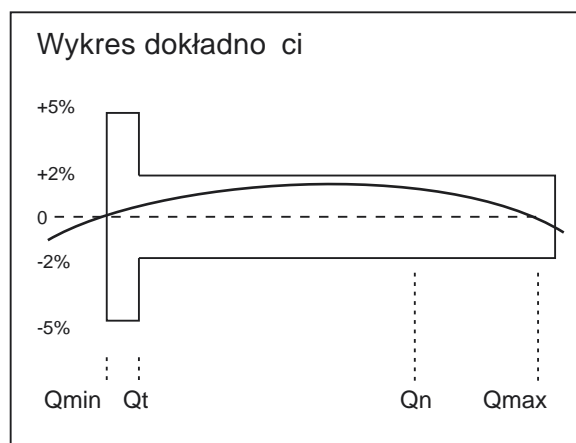 Wykres dokładno ci
+5%
+2%
0
-2%
-5%
Qmin Qt Qn Qmax